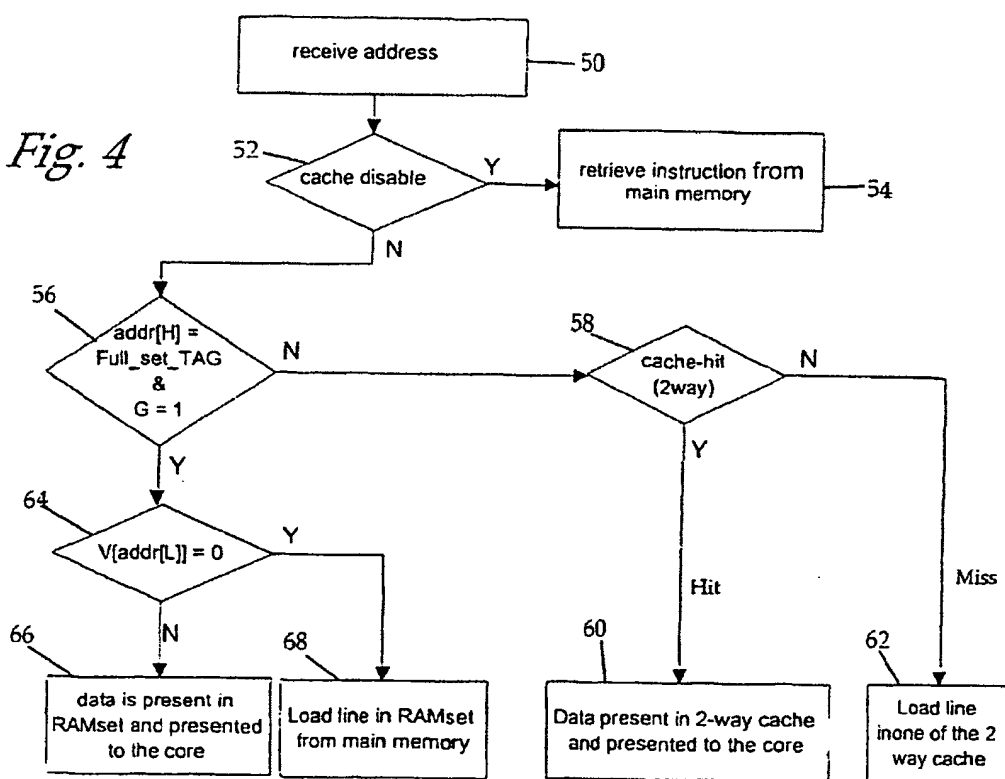 receive address
50
Fig. 4
52
cache disable
Y
retrieve instruction from
main memory
54
N
56
addr[H] =
Full_set_TAG
&
G = 1
N
58
cache-hit
(2way)
N
Y
Y
64
V[addr[L]] = 0
Y
Hit
Miss
N
66
68
60
62
data is present in
RAMset and presented
to the core
Load line in RAMset
from main memory
Data present in 2-way cache
and presented to the core
Load line
inone of the 2
way cache